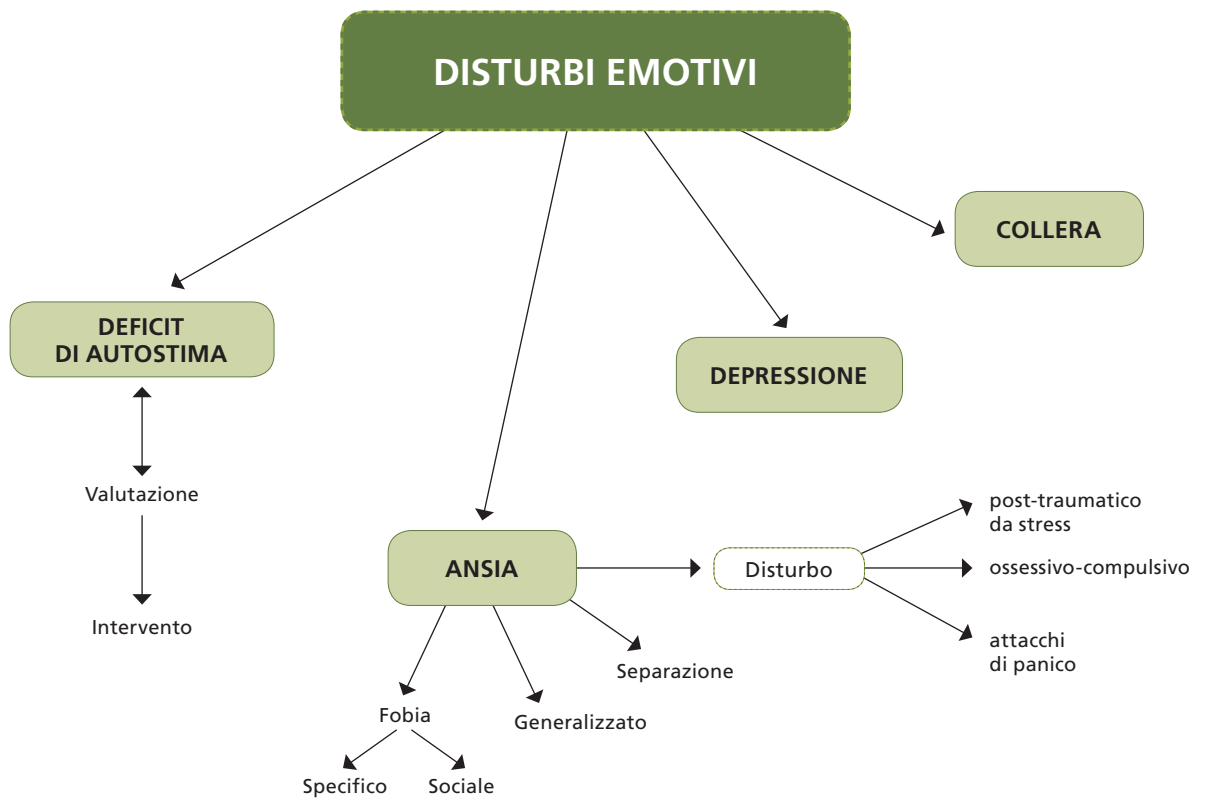 DISTURBI EMOTIVI
COLLERA
DEFICIT
DI AUTOSTIMA
DEPRESSIONE
Valutazione
Intervento
ANSIA
Disturbo
post-traumatico
da stress
ossessivo-compulsivo
attacchi
di panico
Separazione
Fobia
Generalizzato
Specifico
Sociale